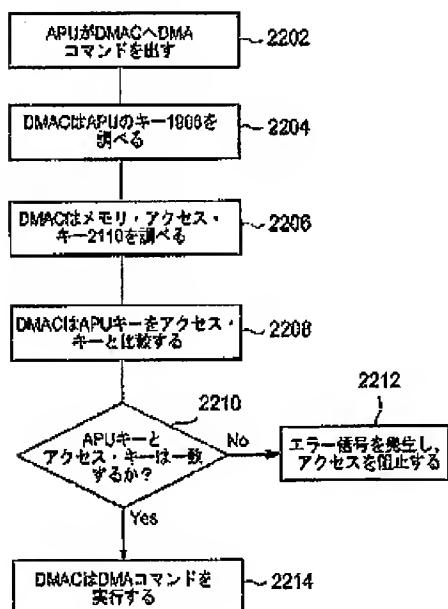 APUがDMACへDMA
コマンドを出す
2202
DMACはAPUのキー1906を
調べる
2204
DMACはメモリ・アクセス・
キー2110を調べる
2206
DMACはAPUキーをアクセス・
キーと比較する
2208
2210
APUキーと
アクセス・キーは一致
するか？
No
2212
エラー信号を発生し、
アクセスを阻止する
Yes
DMACはDMAコマンドを
実行する
2214